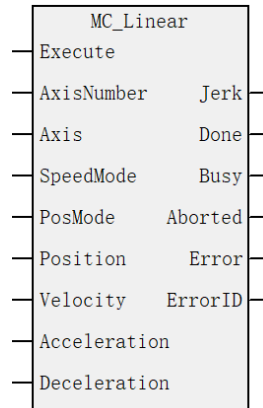 MC_Linear
Execute
AxisNumber Jerk
Axis Done
SpeedMode Busy
PosMode Aborted
Position Error
Velocity ErrorID
Acceleration
Deceleration